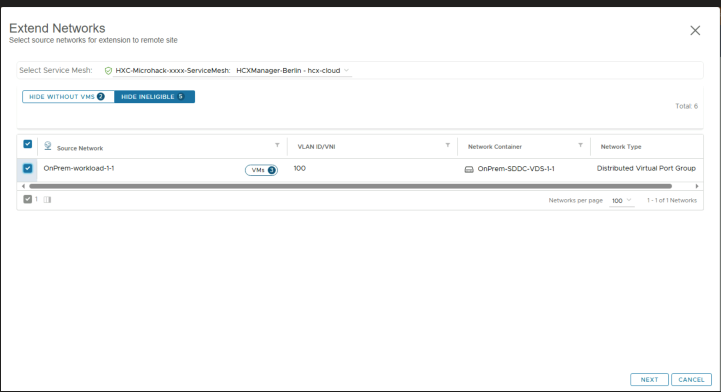 Extend Networks
Select source networks for extension to remote site
Select Service Mesh: HXC-Microhack-xxxx-ServiceMesh: HCXManager-Berlin - hcx-cloud
HIDE WITHOUT VMS 2 HIDE INELIGIBLE 5
Total: 6
Source Network VLAN ID/VNI Network Container Network Type
OnPrem-workload-1-1 VMs 3 100 OnPrem-SDDC-VDS-1-1 Distributed Virtual Port Group
1 Networks per page 100 1 - 1 of 1 Networks
NEXT CANCEL